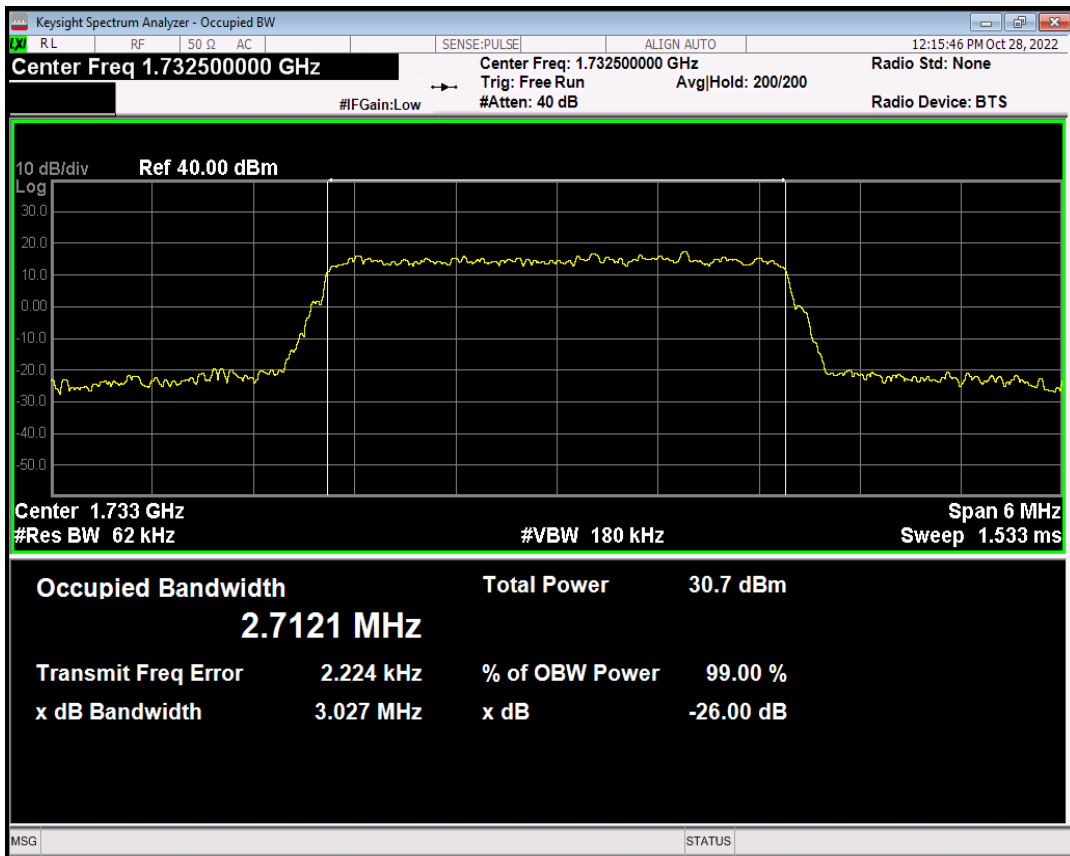 Keysight Spectrum Analyzer - Occupied BW
LXI RL RF 50 Ω AC SENSE:PULSE ALIGN AUTO 12:15:46 PM Oct 28, 2022
Center Freq 1.732500000 GHz Center Freq: 1.732500000 GHz Radio Std: None
Trig: Free Run Avg|Hold: 200/200
#IFGain:Low #Atten: 40 dB Radio Device: BTS
10 dB/div Ref 40.00 dBm
Log
30.0
20.0
10.0
0.00
-10.0
-20.0
-30.0
-40.0
-50.0
Center 1.733 GHz Span 6 MHz
#Res BW 62 kHz #VBW 180 kHz Sweep 1.533 ms
Occupied Bandwidth Total Power 30.7 dBm
2.7121 MHz
Transmit Freq Error 2.224 kHz % of OBW Power 99.00 %
x dB Bandwidth 3.027 MHz x dB -26.00 dB
MSG STATUS